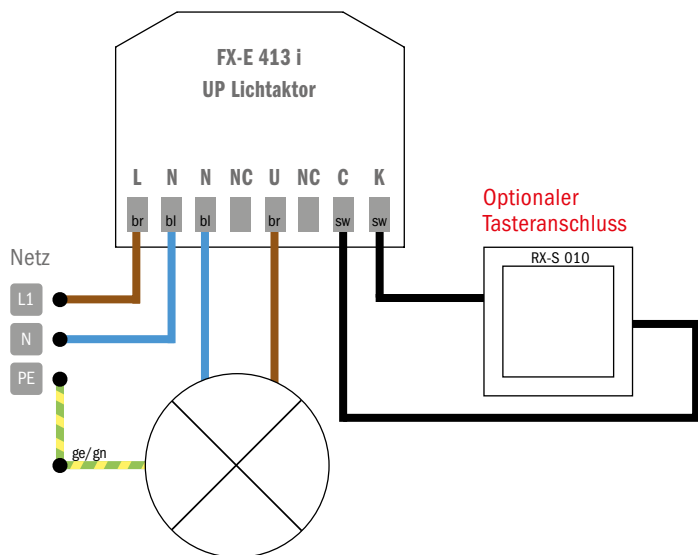 FX-E 413 i
UP Lichtaktor
L N N NC U NC C K
br bl bl br sw sw
Optionaler
Tasteranschluss
RX-S 010
Netz
L1
N
PE
ge/gn